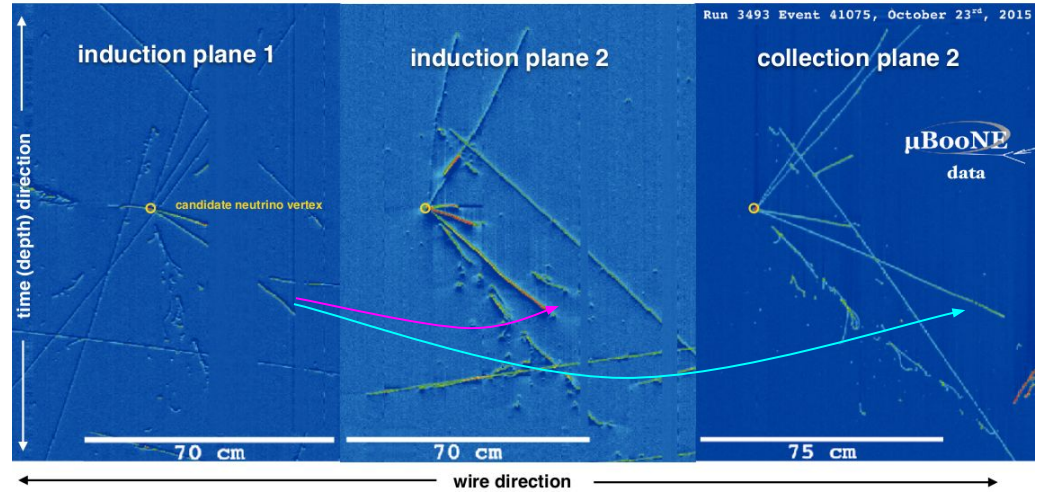 Run 3493 Event 41075, October 23rd, 2015
induction plane 1
induction plane 2
collection plane 2
μBooNE
data
time (depth) direction
candidate neutrino vertex
70 cm
70 cm
75 cm
wire direction